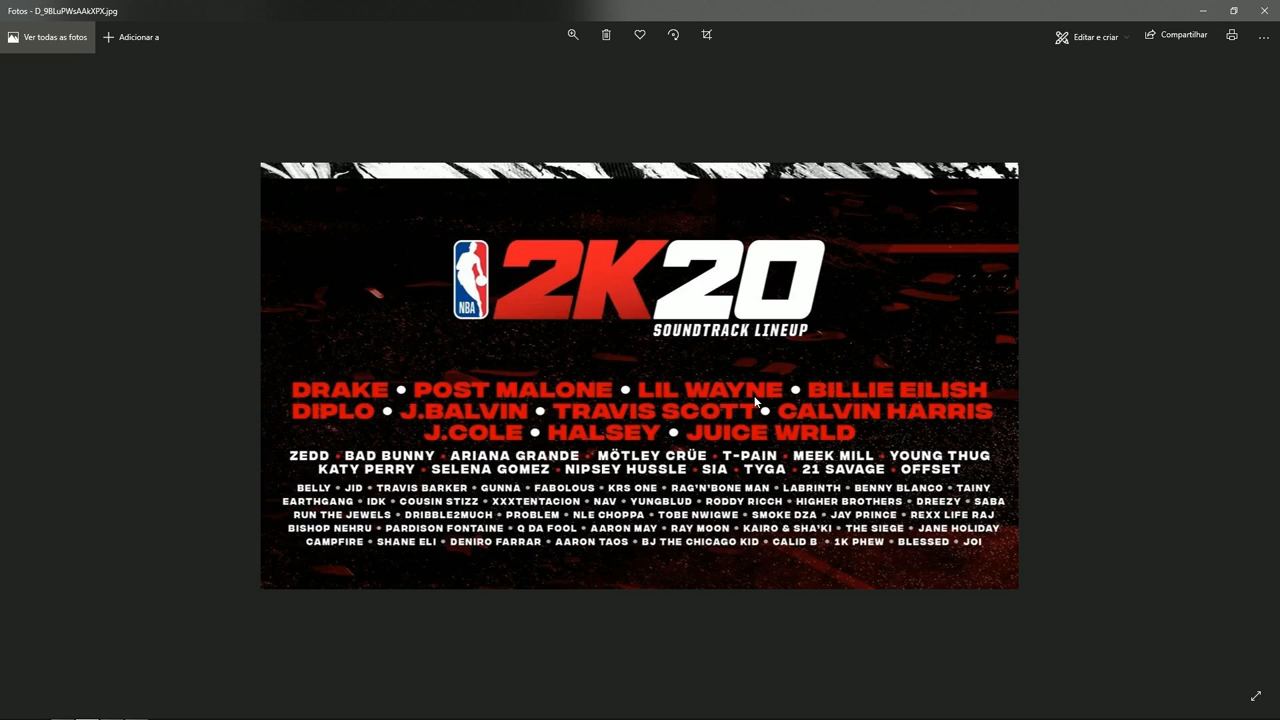 Fotos - D_9BLuPWsAAkXPX.jpg
Ver todas as fotos
Adicionar a
Editar e criar
Compartilhar
NBA 2K20
SOUNDTRACK LINEUP
DRAKE • POST MALONE • LIL WAYNE • BILLIE EILISH
DIPLO • J.BALVIN • TRAVIS SCOTT • CALVIN HARRIS
J.COLE • HALSEY • JUICE WRLD
ZEDD • BAD BUNNY • ARIANA GRANDE • MÖTLEY CRÜE • T-PAIN • MEEK MILL • YOUNG THUG
KATY PERRY • SELENA GOMEZ • NIPSEY HUSSLE • SIA • TYGA • 21 SAVAGE • OFFSET
BELLY • JID • TRAVIS BARKER • GUNNA • FABOLOUS • KRS ONE • RAG'N'BONE MAN • LABRINTH • BENNY BLANCO • TAINY
EARTHGANG • IDK • COUSIN STIZZ • XXXTENTACION • NAV • YUNGBLUD • RODDY RICCH • HIGHER BROTHERS • DREEZY • SABA
RUN THE JEWELS • DRIBBLE2MUCH • PROBLEM • NLE CHOPPA • TOBE NWIGWE • SMOKE DZA • JAY PRINCE • REXX LIFE RAJ
BISHOP NEHRU • PARDISON FONTAINE • Q DA FOOL • AARON MAY • RAY MOON • KAIRO & SHA'KI • THE SIEGE • JANE HOLIDAY
CAMPFIRE • SHANE ELI • DENIRO FARRAR • AARON TAOS • BJ THE CHICAGO KID • CALID B • 1K PHEW • BLESSED • JOI